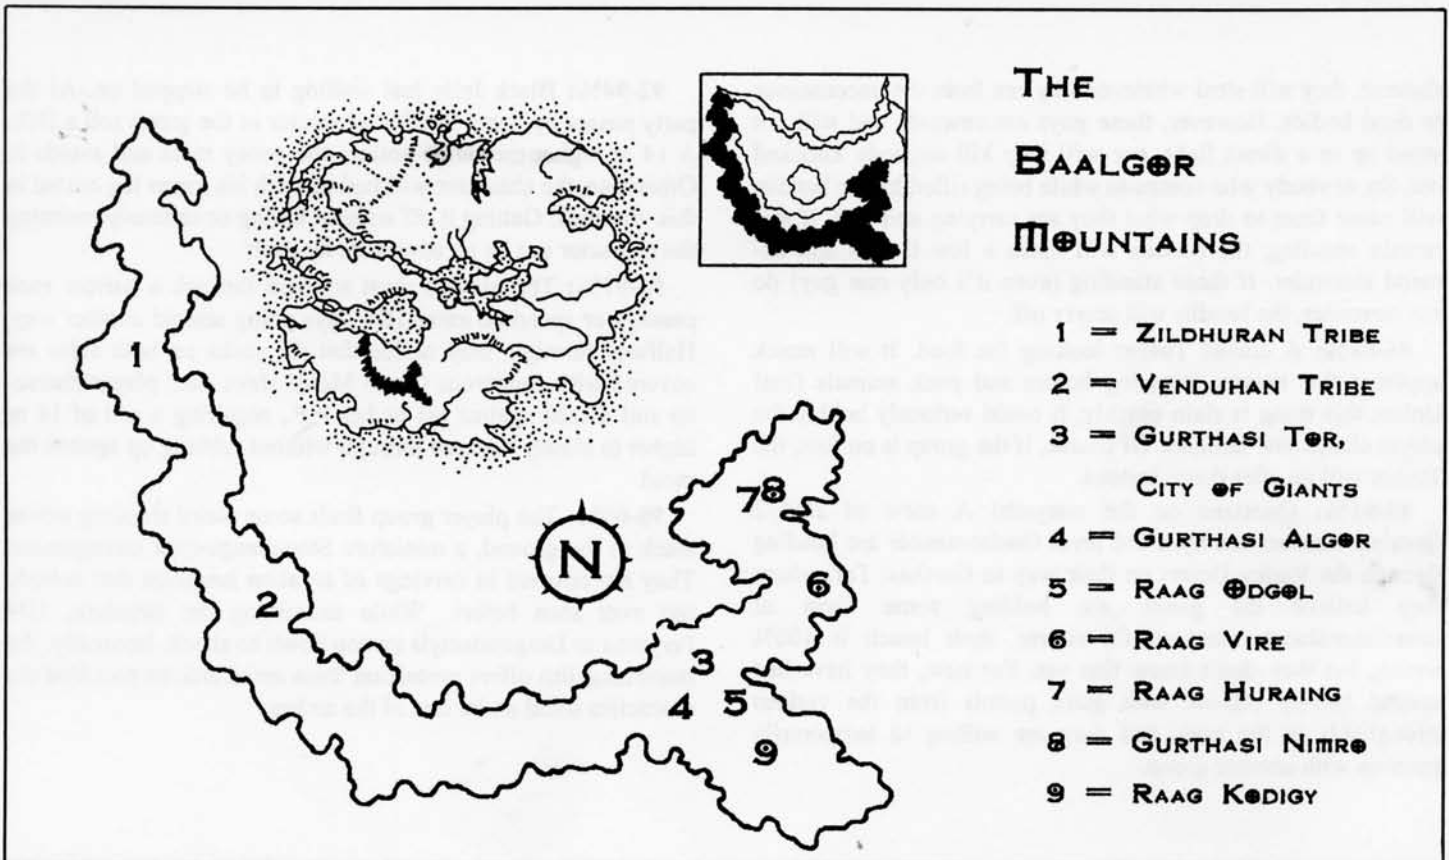 THE
BAALGOR
MOUNTAINS
1 = ZILDURAN TRIBE
2 = VENDUHAN TRIBE
3 = GURTHASI TOR,
CITY OF GIANTS
4 = GURTHASI ALGOR
5 = RAAG ODGOL
6 = RAAG VIRE
7 = RAAG HURAING
8 = GURTHASI NIMRO
9 = RAAG KODIGY
1
2
N
7
8
6
3
4
5
9